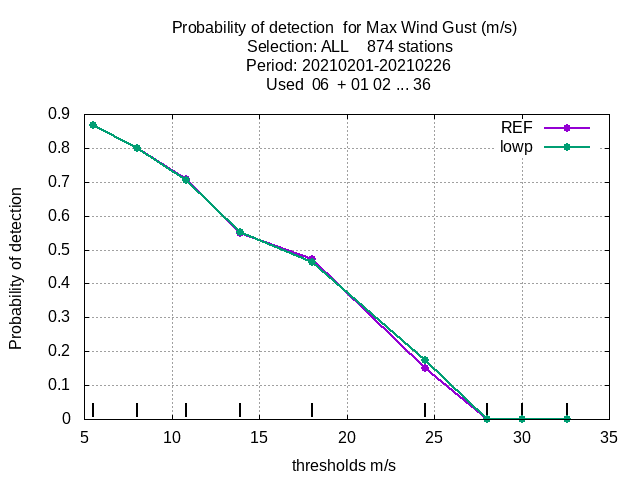 Probability of detection  for Max Wind Gust (m/s)
Selection: ALL    874 stations
Period: 20210201-20210226
Used  06  + 01 02 ... 36
REF
lowp
Probability of detection
0.9
0.8
0.7
0.6
0.5
0.4
0.3
0.2
0.1
0
5 10 15 20 25 30 35
thresholds m/s